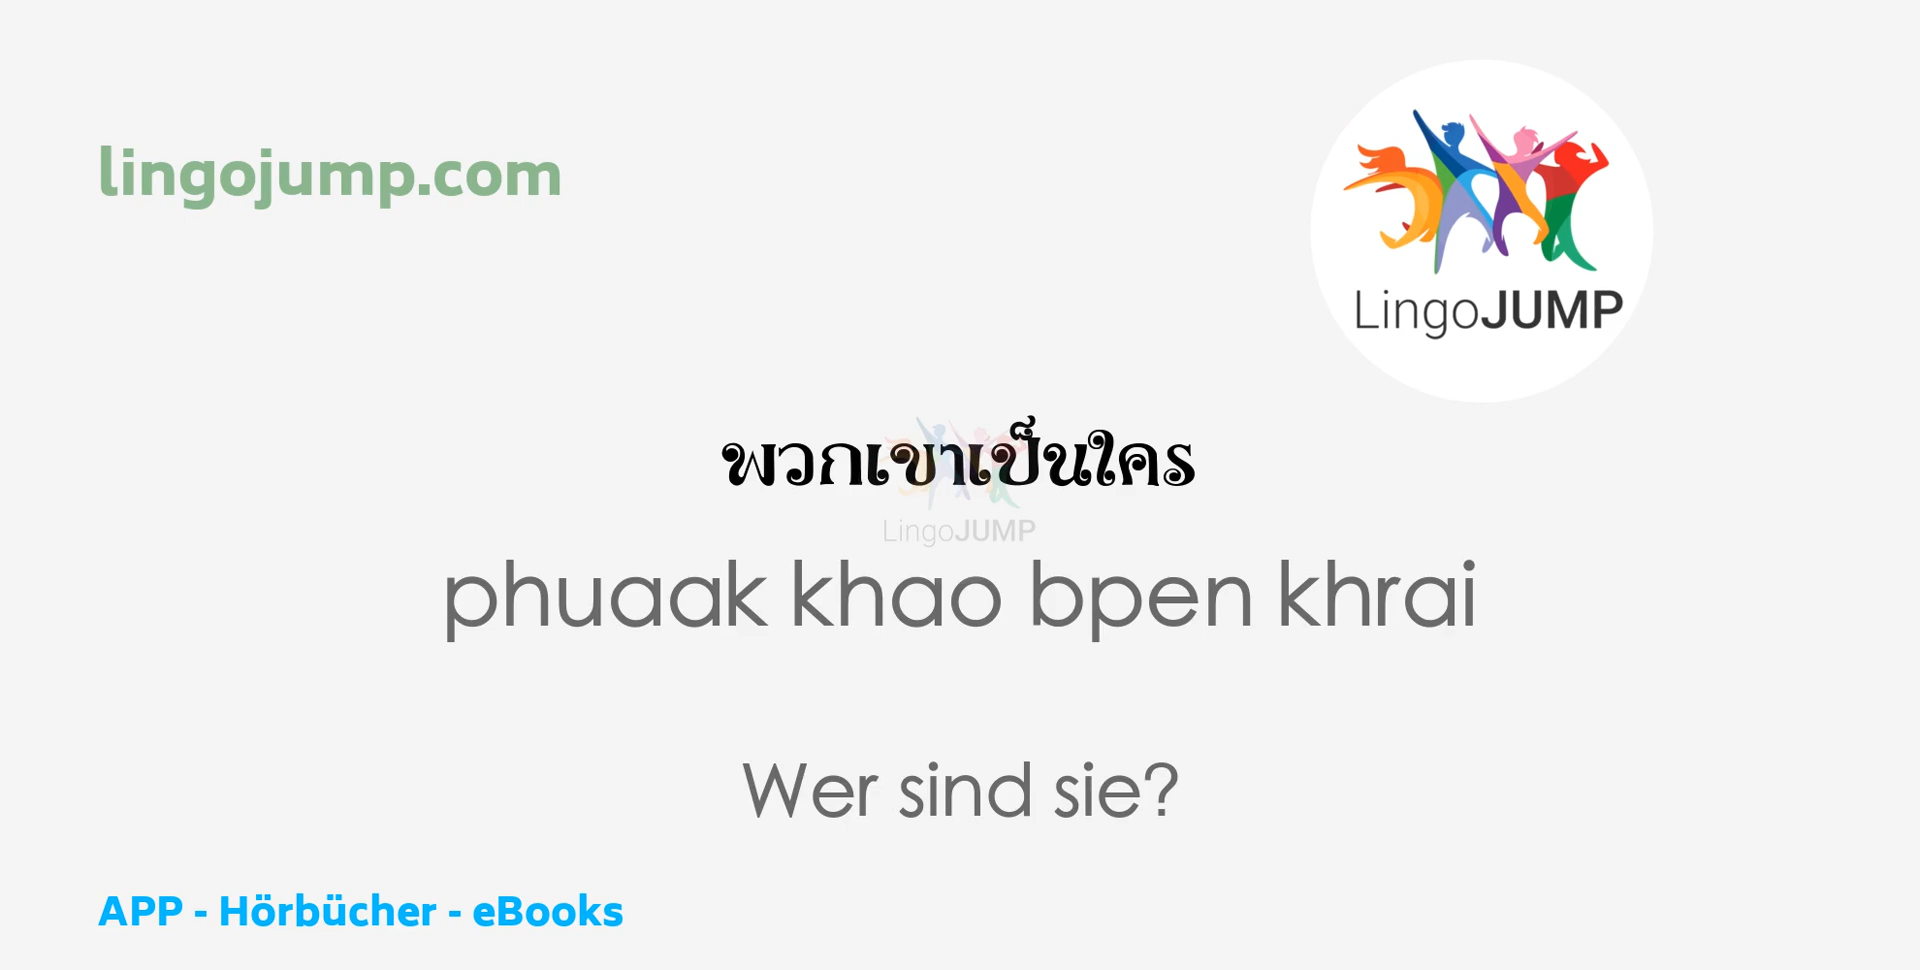 lingojump.com
LingoJUMP
พวกเขาเป็นใคร
LingoJUMP
phuaak khao bpen khrai
Wer sind sie?
APP - Hörbücher - eBooks